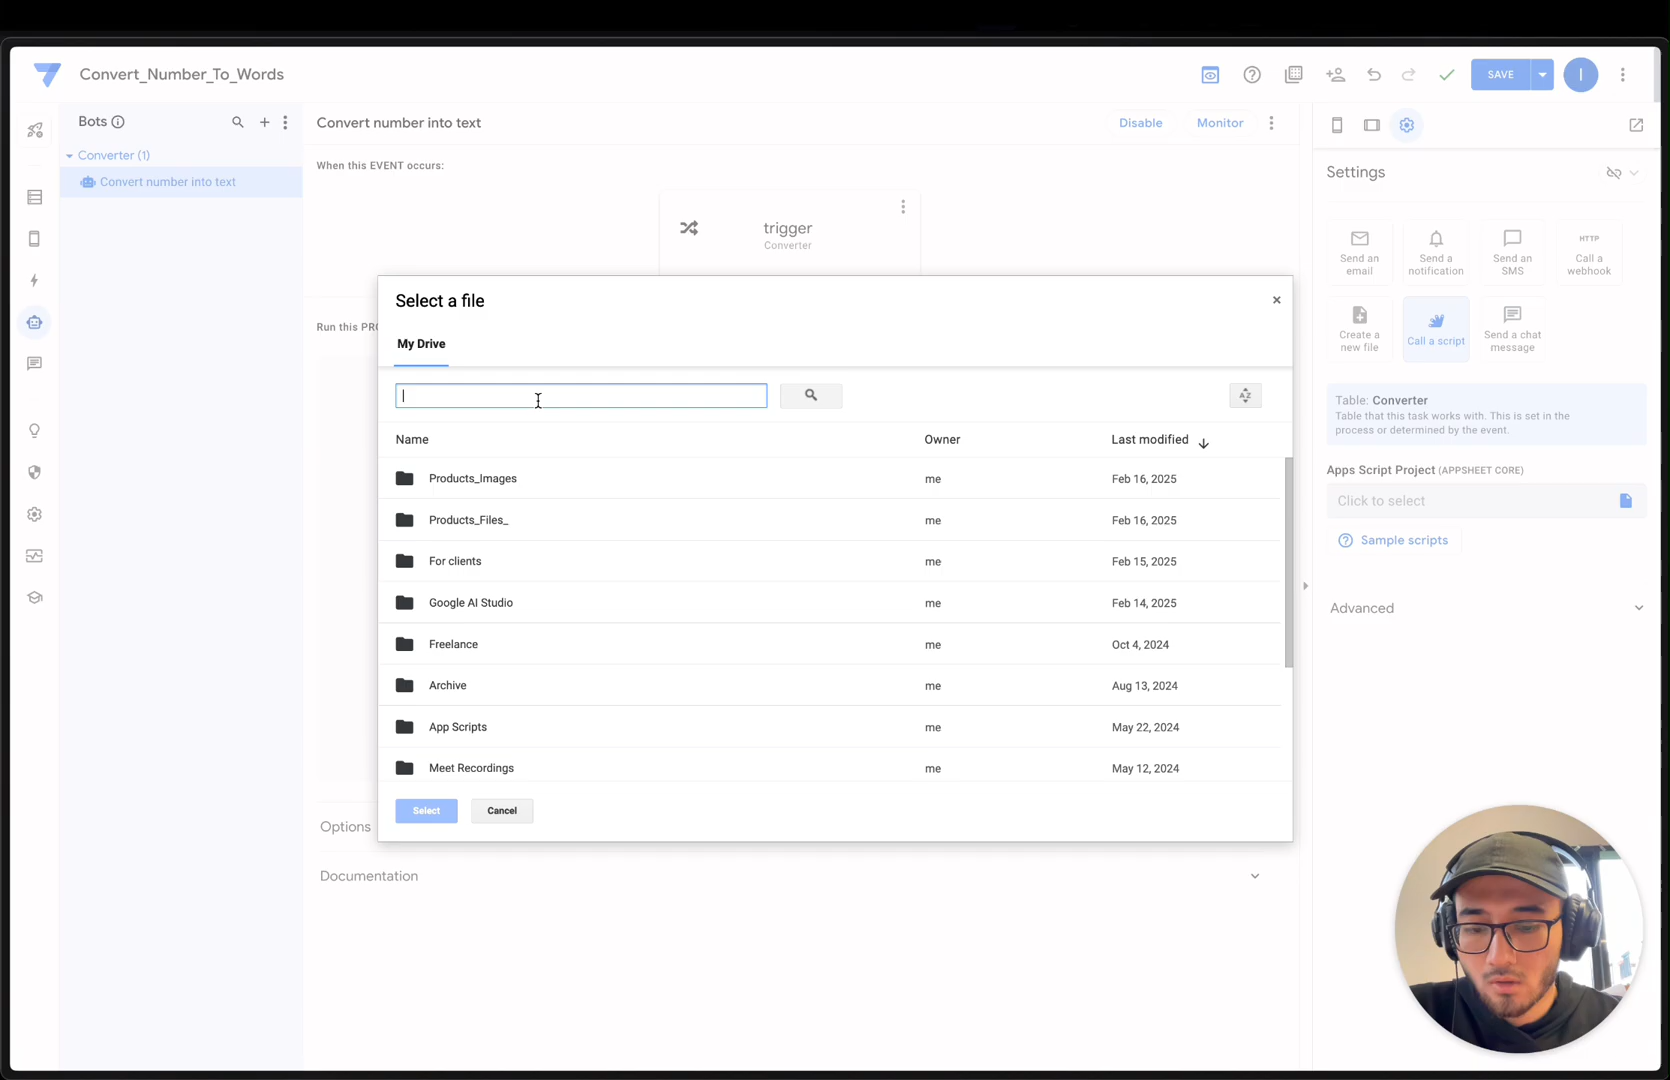 Convert_Number_To_Words
SAVE
I
Bots
Converter (1)
Convert number into text
Convert number into text
Disable
Monitor
When this EVENT occurs:
trigger
Converter
Run this PRO
Options
Documentation
Select a file
×
My Drive
AZ
Name Owner Last modified
Products_Images me Feb 16, 2025
Products_Files_ me Feb 16, 2025
For clients me Feb 15, 2025
Google AI Studio me Feb 14, 2025
Freelance me Oct 4, 2024
Archive me Aug 13, 2024
App Scripts me May 22, 2024
Meet Recordings me May 12, 2024
Select Cancel
Settings
Send an
email
Send a
notification
Send an
SMS
HTTP
Call a
webhook
Create a
new file
Call a script
Send a chat
message
Table: Converter
Table that this task works with. This is set in the
process or determined by the event.
Apps Script Project (APPSHEET CORE)
Click to select
Sample scripts
Advanced